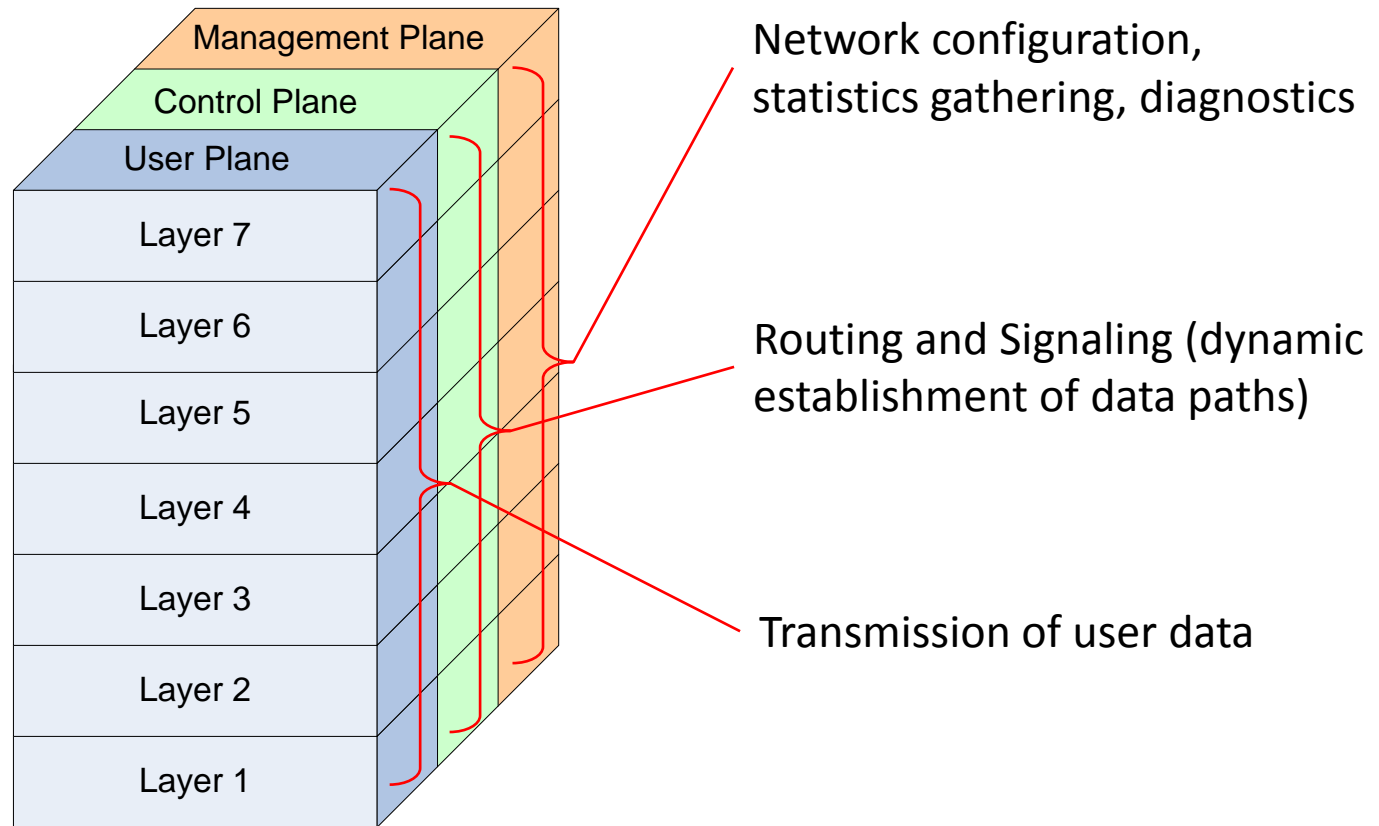 Management Plane
Control Plane
User Plane
Layer 7
Layer 6
Layer 5
Layer 4
Layer 3
Layer 2
Layer 1
Network configuration,
statistics gathering, diagnostics
Routing and Signaling (dynamic
establishment of data paths)
Transmission of user data